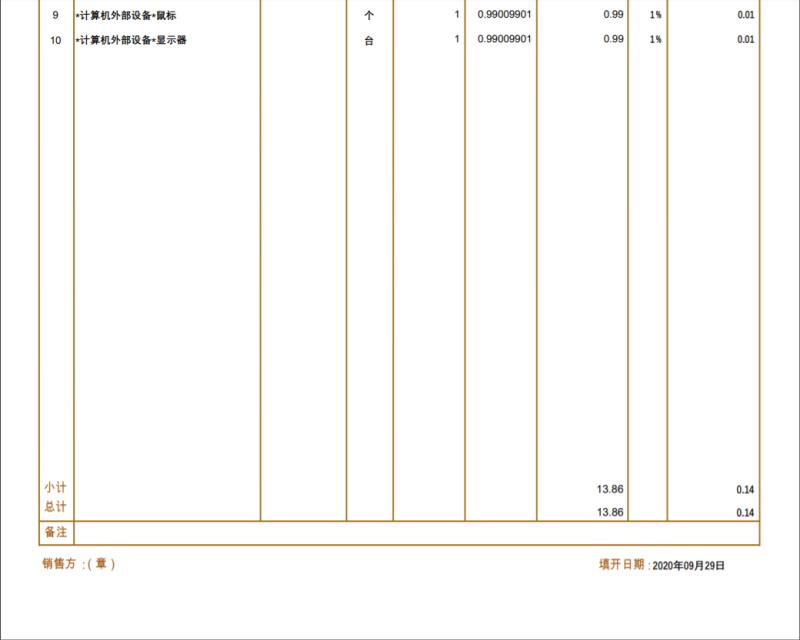 9 *计算机外部设备*鼠标 个 1 0.99009901 0.99 1% 0.01
10 *计算机外部设备*显示器 台 1 0.99009901 0.99 1% 0.01
小计 13.86 0.14
总计 13.86 0.14
备注
销售方:(章) 填开日期:2020年09月29日